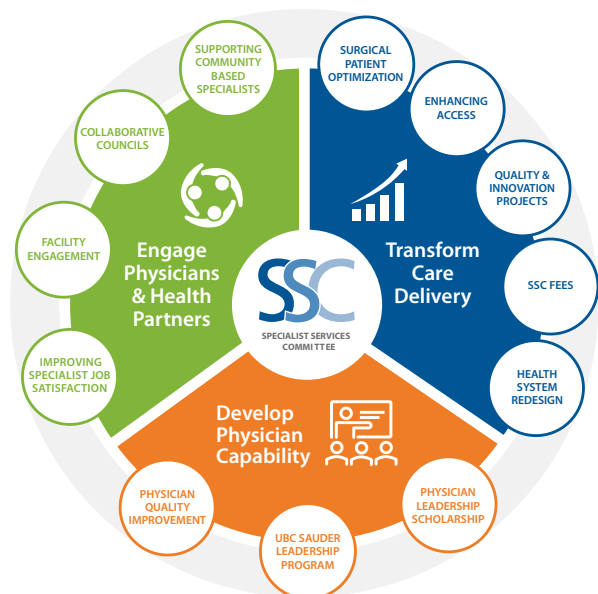 SUPPORTING
COMMUNITY
BASED
SPECIALISTS
COLLABORATIVE
COUNCILS
FACILITY
ENGAGEMENT
IMPROVING
SPECIALIST JOB
SATISFACTION
Engage
Physicians
& Health
Partners
SURGICAL
PATIENT
OPTIMIZATION
ENHANCING
ACCESS
QUALITY &
INNOVATION
PROJECTS
SSC FEES
HEALTH
SYSTEM
REDESIGN
Transform
Care
Delivery
SSC
SPECIALIST SERVICES
COMMITTEE
Develop
Physician
Capability
PHYSICIAN
QUALITY
IMPROVEMENT
UBC SAUDER
LEADERSHIP
PROGRAM
PHYSICIAN
LEADERSHIP
SCHOLARSHIP